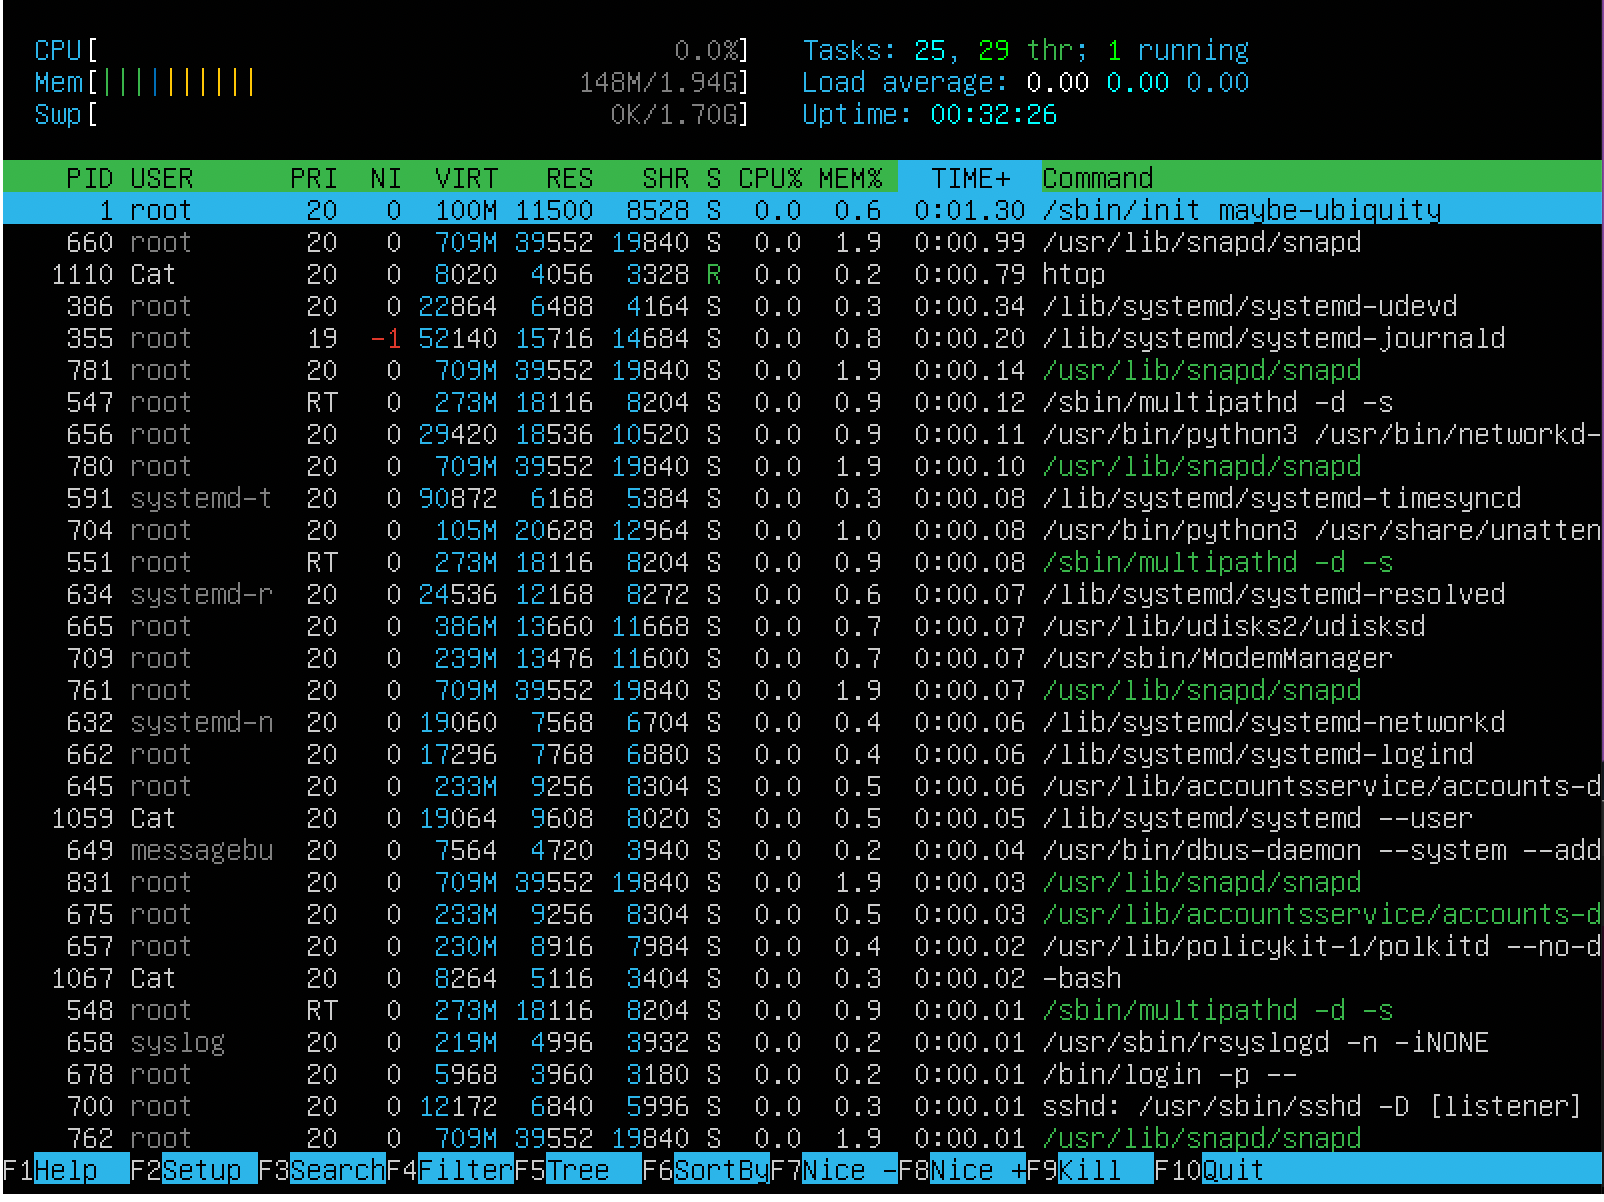 CPU[ 0.0%] Tasks: 25, 29 thr; 1 running
Mem[|||||||||| 148M/1.94G] Load average: 0.00 0.00 0.00
Swp[ 0K/1.70G] Uptime: 00:32:26
PID USER PRI NI VIRT RES SHR S CPU% MEM% TIME+ Command
1 root 20 0 100M 11500 8528 S 0.0 0.6 0:01.30 /sbin/init maybe-ubiquity
660 root 20 0 709M 39552 19840 S 0.0 1.9 0:00.99 /usr/lib/snapd/snapd
1110 Cat 20 0 8020 4056 3328 R 0.0 0.2 0:00.79 htop
386 root 20 0 22864 6488 4164 S 0.0 0.3 0:00.34 /lib/systemd/systemd-udevd
355 root 19 -1 52140 15716 14684 S 0.0 0.8 0:00.20 /lib/systemd/systemd-journald
781 root 20 0 709M 39552 19840 S 0.0 1.9 0:00.14 /usr/lib/snapd/snapd
547 root RT 0 273M 18116 8204 S 0.0 0.9 0:00.12 /sbin/multipathd -d -s
656 root 20 0 29420 18536 10520 S 0.0 0.9 0:00.11 /usr/bin/python3 /usr/bin/networkd-
780 root 20 0 709M 39552 19840 S 0.0 1.9 0:00.10 /usr/lib/snapd/snapd
591 systemd-t 20 0 90872 6168 5384 S 0.0 0.3 0:00.08 /lib/systemd/systemd-timesyncd
704 root 20 0 105M 20628 12964 S 0.0 1.0 0:00.08 /usr/bin/python3 /usr/share/unatten
551 root RT 0 273M 18116 8204 S 0.0 0.9 0:00.08 /sbin/multipathd -d -s
634 systemd-r 20 0 24536 12168 8272 S 0.0 0.6 0:00.07 /lib/systemd/systemd-resolved
665 root 20 0 386M 13660 11668 S 0.0 0.7 0:00.07 /usr/lib/udisks2/udisksd
709 root 20 0 239M 13476 11600 S 0.0 0.7 0:00.07 /usr/sbin/ModemManager
761 root 20 0 709M 39552 19840 S 0.0 1.9 0:00.07 /usr/lib/snapd/snapd
632 systemd-n 20 0 19060 7568 6704 S 0.0 0.4 0:00.06 /lib/systemd/systemd-networkd
662 root 20 0 17296 7768 6880 S 0.0 0.4 0:00.06 /lib/systemd/systemd-logind
645 root 20 0 233M 9256 8304 S 0.0 0.5 0:00.06 /usr/lib/accountsservice/accounts-d
1059 Cat 20 0 19064 9608 8020 S 0.0 0.5 0:00.05 /lib/systemd/systemd --user
649 messagebu 20 0 7564 4720 3940 S 0.0 0.2 0:00.04 /usr/bin/dbus-daemon --system --add
831 root 20 0 709M 39552 19840 S 0.0 1.9 0:00.03 /usr/lib/snapd/snapd
675 root 20 0 233M 9256 8304 S 0.0 0.5 0:00.03 /usr/lib/accountsservice/accounts-d
657 root 20 0 230M 8916 7984 S 0.0 0.4 0:00.02 /usr/lib/policykit-1/polkitd --no-d
1067 Cat 20 0 8264 5116 3404 S 0.0 0.3 0:00.02 -bash
548 root RT 0 273M 18116 8204 S 0.0 0.9 0:00.01 /sbin/multipathd -d -s
658 syslog 20 0 219M 4996 3932 S 0.0 0.2 0:00.01 /usr/sbin/rsyslogd -n -iNONE
678 root 20 0 5968 3960 3180 S 0.0 0.2 0:00.01 /bin/login -p --
700 root 20 0 12172 6840 5996 S 0.0 0.3 0:00.01 sshd: /usr/sbin/sshd -D [listener]
762 root 20 0 709M 39552 19840 S 0.0 1.9 0:00.01 /usr/lib/snapd/snapd
F1Help F2Setup F3SearchF4FilterF5Tree F6SortByF7Nice -F8Nice +F9Kill F10Quit